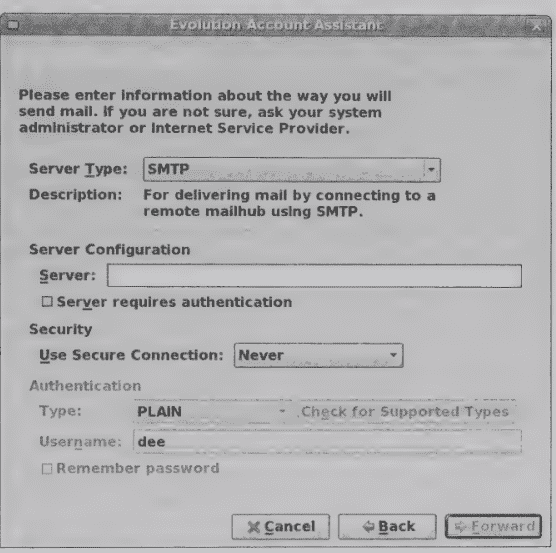 Evolution Account Assistant
Please enter information about the way you will
send mail. If you are not sure, ask your system
administrator or Internet Service Provider.
Server Type: SMTP
Description: For delivering mail by connecting to a
remote mailhub using SMTP.
Server Configuration
Server:
Server requires authentication
Security
Use Secure Connection: Never
Authentication
Type: PLAIN Check for Supported Types
Username: dee
Remember password
Cancel Back Forward